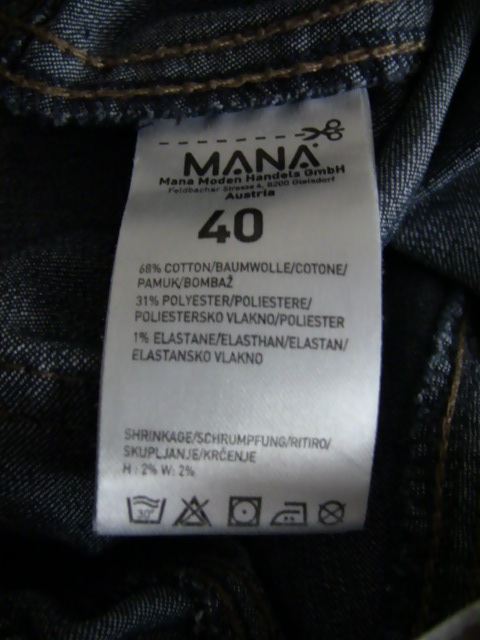 MANA
Mana Moden Handels GmbH
Feldbacher Strasse 4, 8200 Gleisdorf
Austria
40
68% COTTON/BAUMWOLLE/COTONE/
PAMUK/BOMBAŽ
31% POLYESTER/POLIESTERE/
POLIESTERSKO VLAKNO/POLIESTER
1% ELASTANE/ELASTHAN/ELASTAN/
ELASTANSKO VLAKNO
SHRINKAGE/SCHRUMPFUNG/RITIRO/
SKUPLJANJE/KRČENJE
H: 2% W: 2%
30°